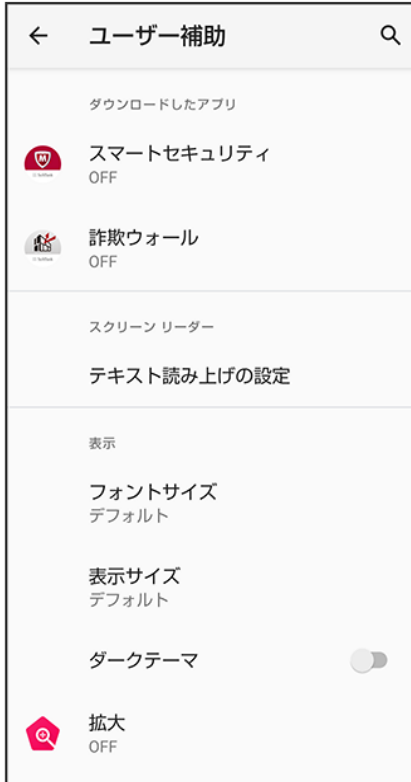 ユーザー補助
ダウンロードしたアプリ
スマートセキュリティ
OFF
詐欺ウォール
OFF
スクリーン リーダー
テキスト読み上げの設定
表示
フォントサイズ
デフォルト
表示サイズ
デフォルト
ダークテーマ
拡大
OFF